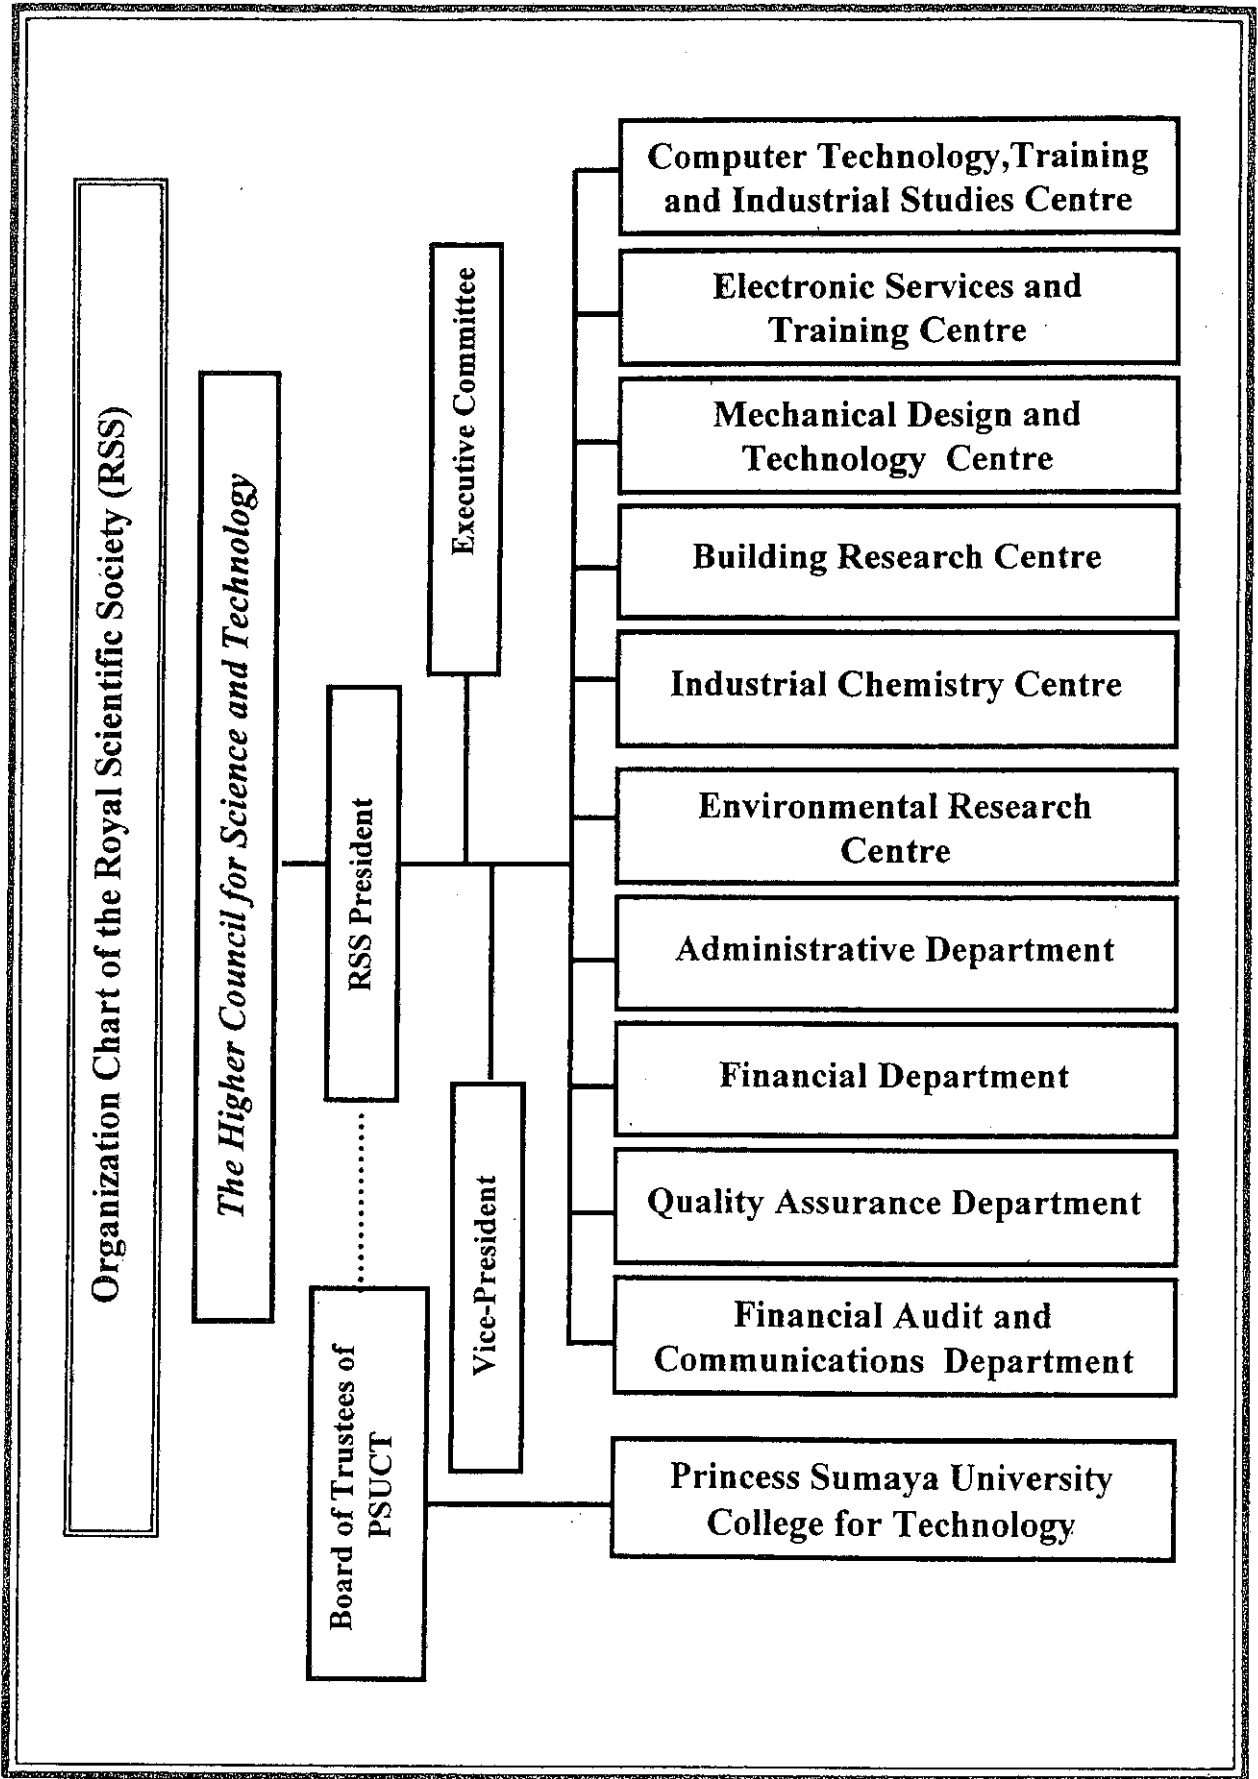 Organization Chart of the Royal Scientific Society (RSS)
The Higher Council for Science and Technology
RSS President
Executive Committee
Board of Trustees of
PSUCT
Vice-President
Computer Technology,Training
and Industrial Studies Centre
Electronic Services and
Training Centre
Mechanical Design and
Technology Centre
Building Research Centre
Industrial Chemistry Centre
Environmental Research
Centre
Administrative Department
Financial Department
Quality Assurance Department
Financial Audit and
Communications Department
Princess Sumaya University
College for Technology